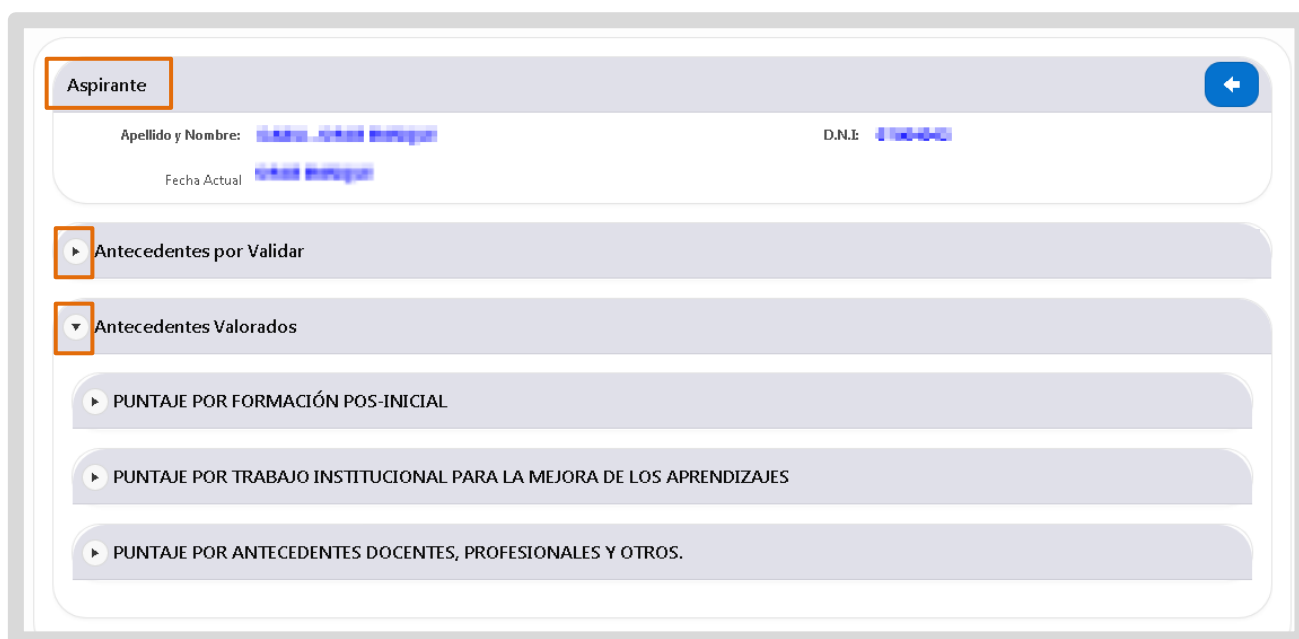 Aspirante
Apellido y Nombre: D.N.I:
Fecha Actual
Antecedentes por Validar
Antecedentes Valorados
PUNTAJE POR FORMACIÓN POS-INICIAL
PUNTAJE POR TRABAJO INSTITUCIONAL PARA LA MEJORA DE LOS APRENDIZAJES
PUNTAJE POR ANTECEDENTES DOCENTES, PROFESIONALES Y OTROS.